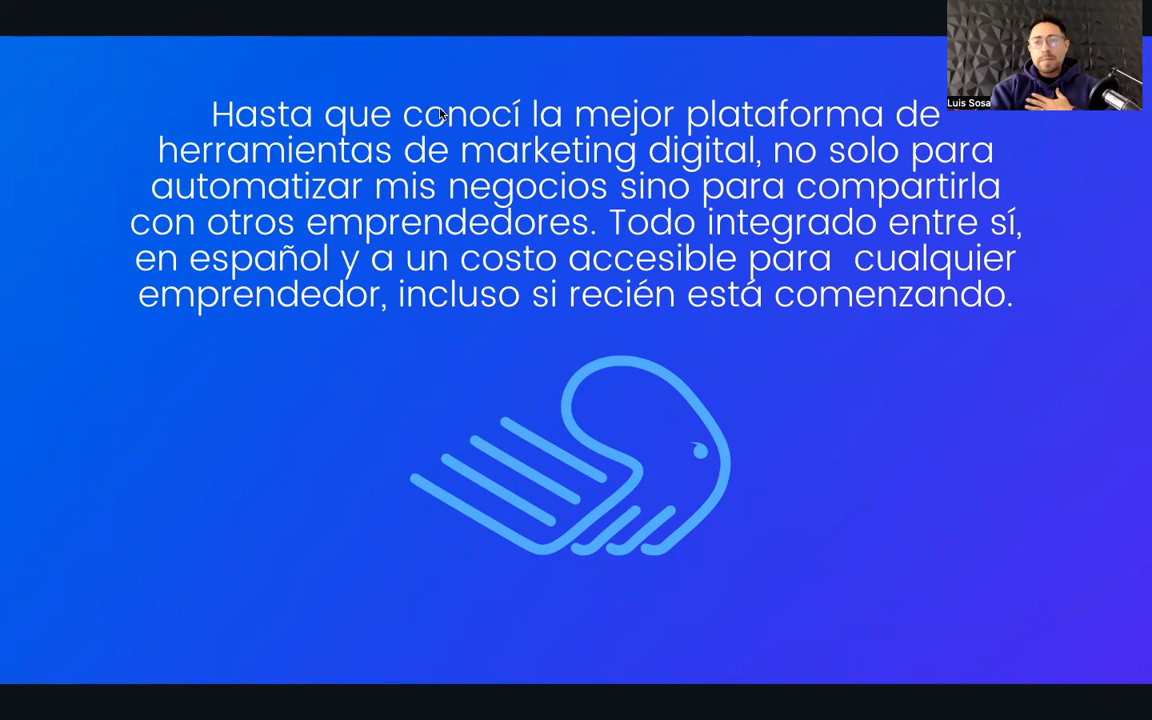 Hasta que conocí la mejor plataforma de
herramientas de marketing digital, no solo para
automatizar mis negocios sino para compartirla
con otros emprendedores. Todo integrado entre sí,
en español y a un costo accesible para  cualquier
emprendedor, incluso si recién está comenzando.
Luis Sosa